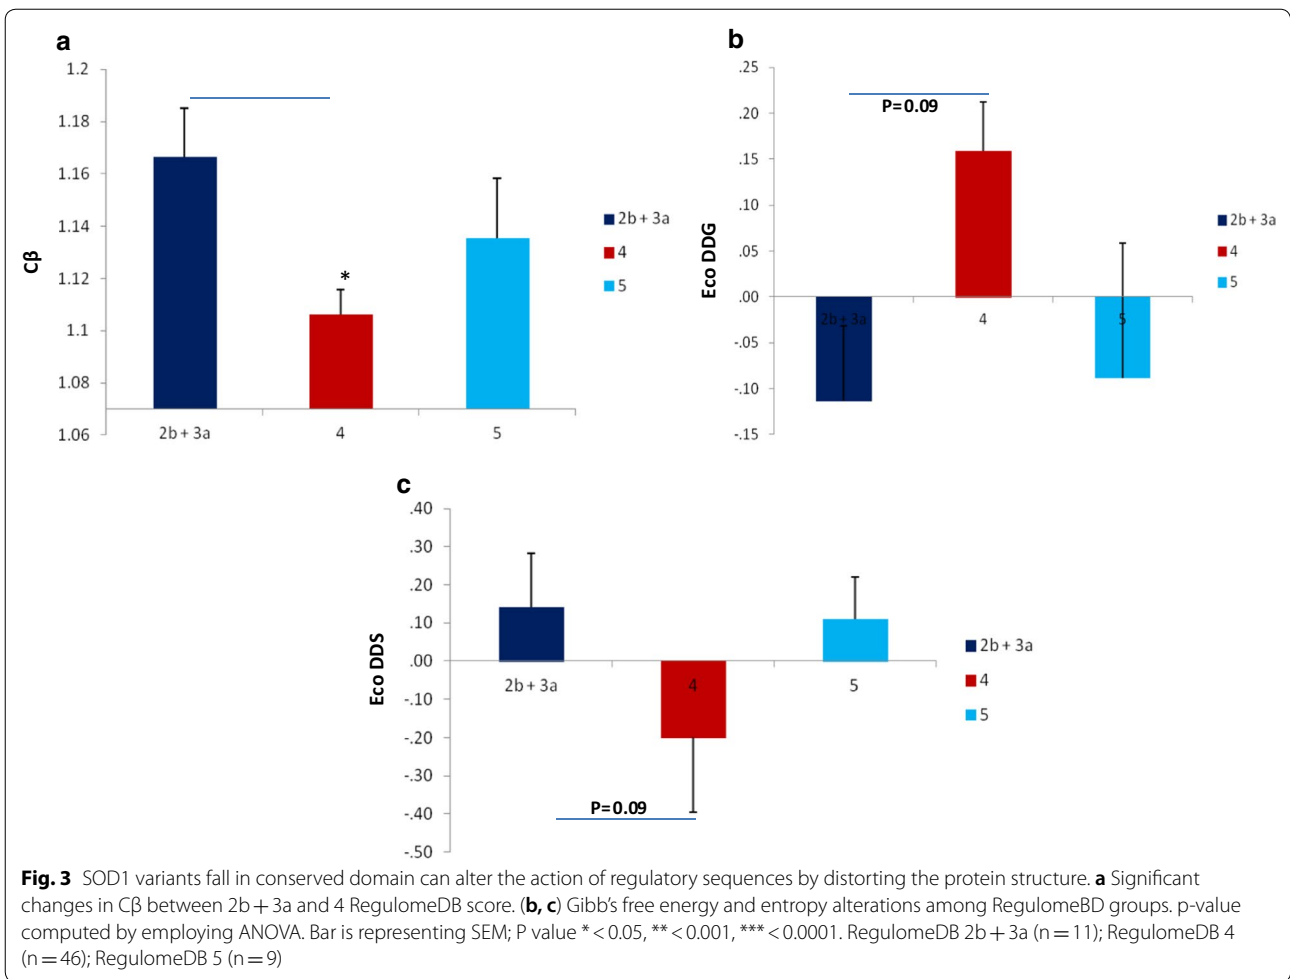 a
1.2
1.18
1.16
1.14
1.12
1.1
1.08
1.06
Cβ
*
2b + 3a
4
5
2b + 3a
4
5
b
.25
.20
.15
.10
.05
.00
-.05
-.10
-.15
Eco DDG
P=0.09
2b + 3a
4
5
2b + 3a
4
5
c
.40
.30
.20
.10
.00
-.10
-.20
-.30
-.40
-.50
Eco DDS
2b + 3a
4
5
P=0.09
2b + 3a
4
5
Fig. 3 SOD1 variants fall in conserved domain can alter the action of regulatory sequences by distorting the protein structure. a Significant
changes in Cβ between 2b + 3a and 4 RegulomeDB score. (b, c) Gibb's free energy and entropy alterations among RegulomeBD groups. p-value
computed by employing ANOVA. Bar is representing SEM; P value * < 0.05, ** < 0.001, *** < 0.0001. RegulomeDB 2b + 3a (n = 11); RegulomeDB 4
(n = 46); RegulomeDB 5 (n = 9)